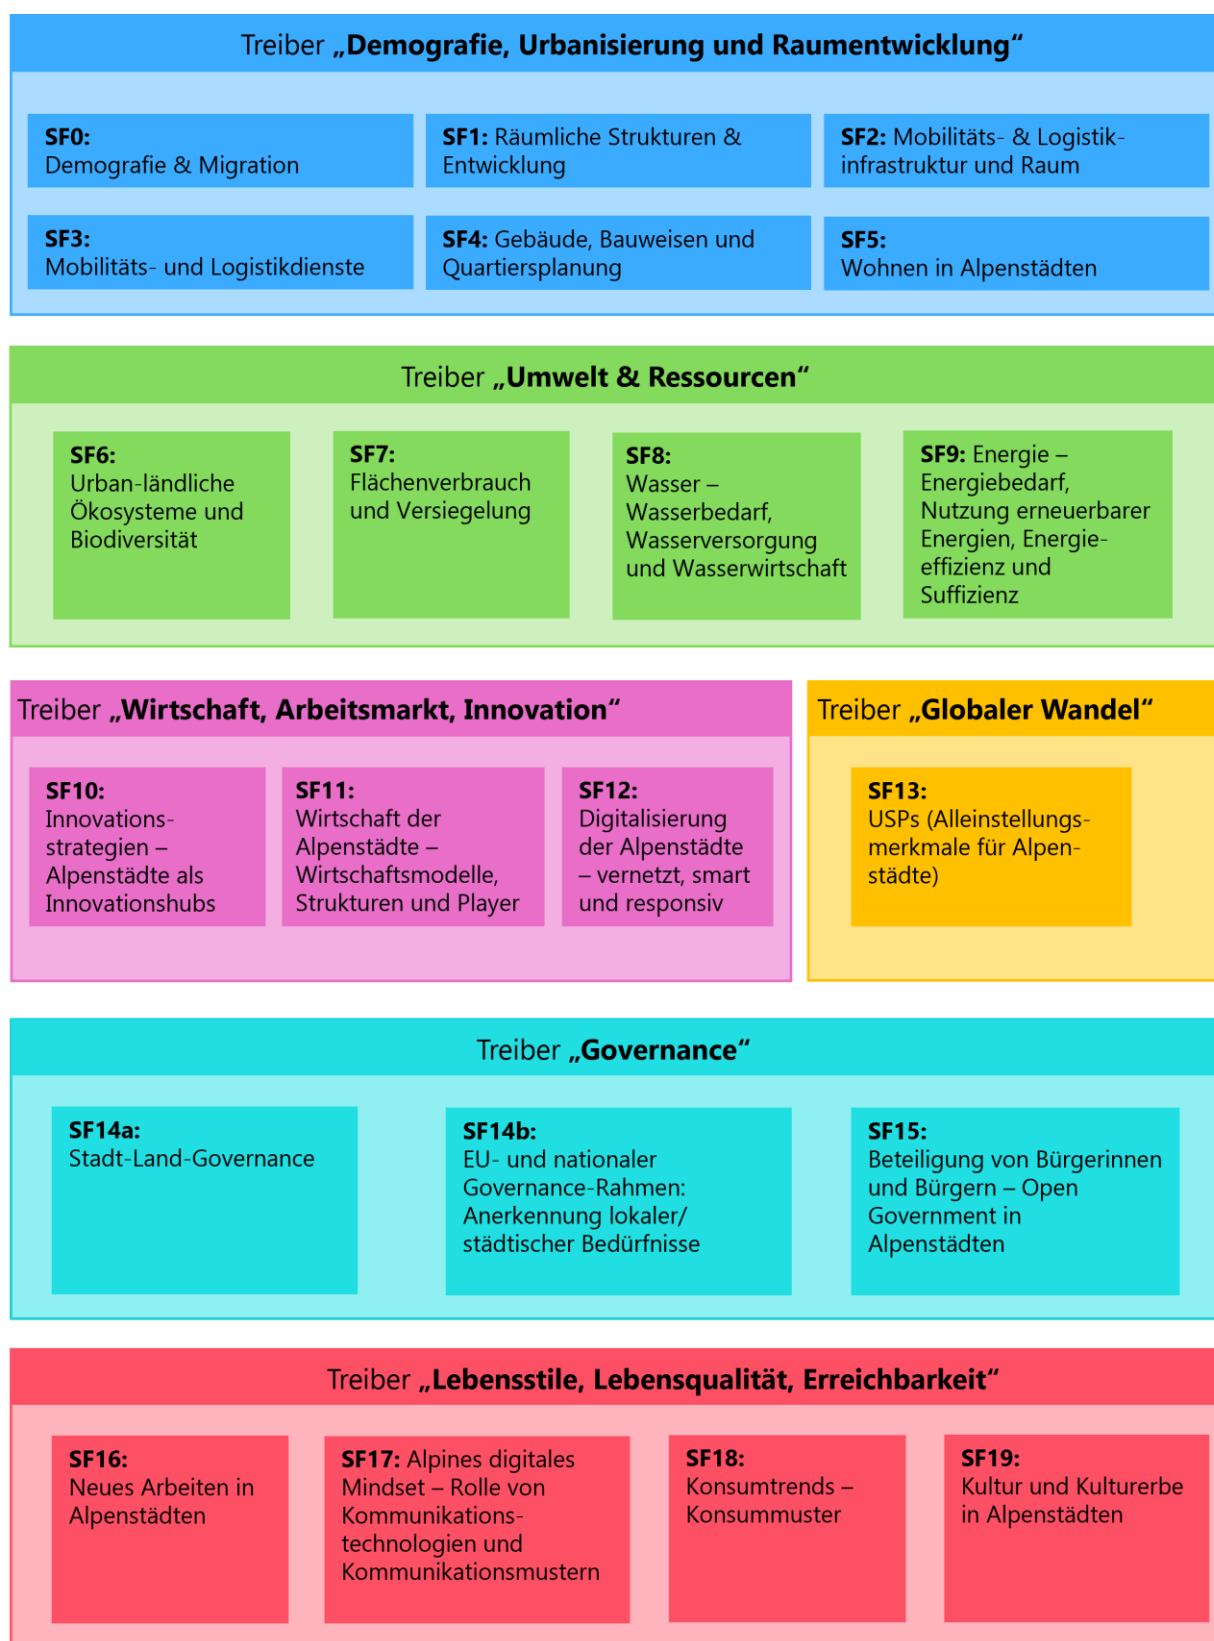 Treiber „Demografie, Urbanisierung und Raumentwicklung“
SF0:
Demografie & Migration
SF1: Räumliche Strukturen &
Entwicklung
SF2: Mobilitäts- & Logistik-
infrastruktur und Raum
SF3:
Mobilitäts- und Logistikdienste
SF4: Gebäude, Bauweisen und
Quartiersplanung
SF5:
Wohnen in Alpenstädten
Treiber „Umwelt & Ressourcen“
SF6:
Urban-ländliche
Ökosysteme und
Biodiversität
SF7:
Flächenverbrauch
und Versiegelung
SF8:
Wasser –
Wasserbedarf,
Wasserversorgung
und Wasserwirtschaft
SF9: Energie –
Energiebedarf,
Nutzung erneuerbarer
Energien, Energie-
effizienz und
Suffizienz
Treiber „Wirtschaft, Arbeitsmarkt, Innovation“
SF10:
Innovations-
strategien –
Alpenstädte als
Innovationshubs
SF11:
Wirtschaft der
Alpenstädte –
Wirtschaftsmodelle,
Strukturen und Player
SF12:
Digitalisierung
der Alpenstädte
– vernetzt, smart
und responsiv
Treiber „Globaler Wandel“
SF13:
USPs (Alleinstellungs-
merkmale für Alpen-
städte)
Treiber „Governance“
SF14a:
Stadt-Land-Governance
SF14b:
EU- und nationaler
Governance-Rahmen:
Anerkennung lokaler/
städtischer Bedürfnisse
SF15:
Beteiligung von Bürgerinnen
und Bürgern – Open
Government in
Alpenstädten
Treiber „Lebensstile, Lebensqualität, Erreichbarkeit“
SF16:
Neues Arbeiten in
Alpenstädten
SF17: Alpines digitales
Mindset – Rolle von
Kommunikations-
technologien und
Kommunikationsmustern
SF18:
Konsumtrends –
Konsummuster
SF19:
Kultur und Kulturerbe
in Alpenstädten